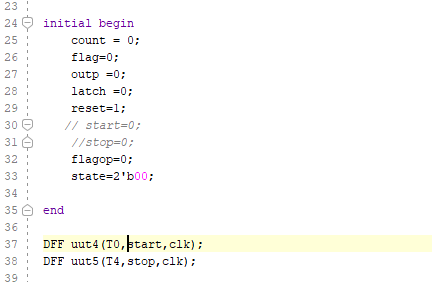 23
24 initial begin
25 count = 0;
26 flag=0;
27 outp =0;
28 latch =0;
29 reset=1;
30 // start=0;
31 //stop=0;
32 flagop=0;
33 state=2'b00;
34
35 end
36
37 DFF uut4(T0,start,clk);
38 DFF uut5(T4,stop,clk);
39